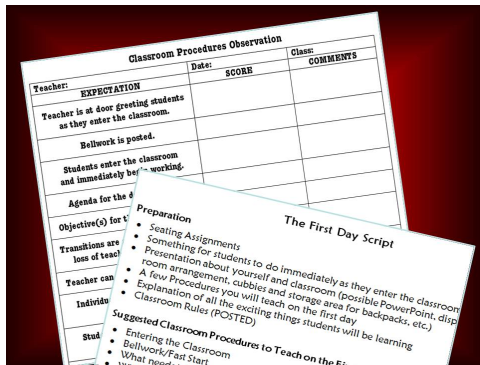 Classroom Procedures Observation
Teacher:
Date:
Class:
EXPECTATION
SCORE
COMMENTS
Teacher is at door greeting students
as they enter the classroom.
Bellwork is posted.
Students enter the classroom
and immediately begin working.
Agenda for the
Objective(s) for
Transitions are
loss of
Teacher can
The First Day Script
Preparation
• Seating Assignments
• Something for students to do immediately as they enter the classroom
• Presentation about yourself and classroom (possible PowerPoint,
room arrangement, cubbies and storage area for backpacks, etc.)
• A few Procedures you will teach on the first day
• Explanation of all the exciting things students will be learning
• Classroom Rules (POSTED)
Suggested Classroom Procedures to Teach on the
• Entering the Classroom
• Bellwork/Fast Start
• What